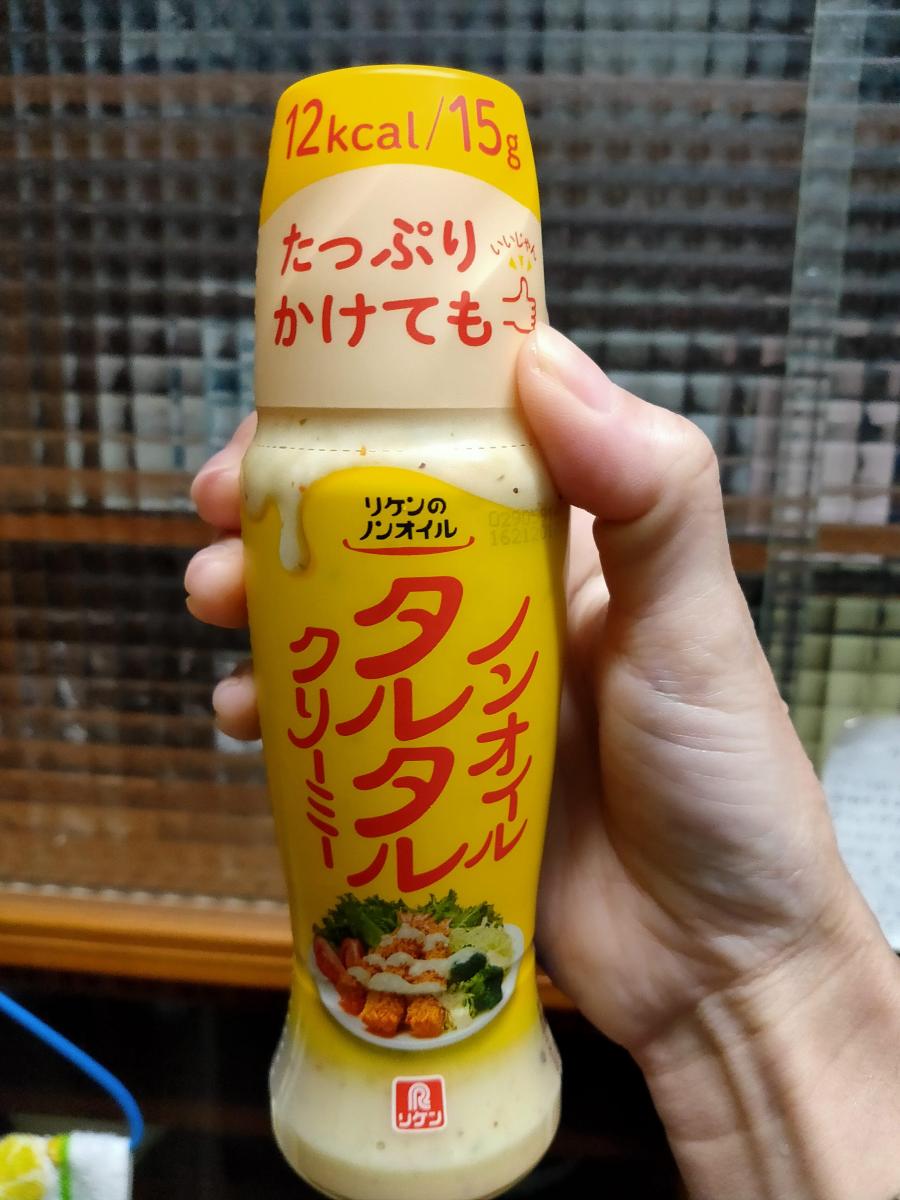 12kcal/15g
たっぷり
かけても
いいじゃん
リケンの
ノンオイル
ノンオイル
タルタル
クリーミー
リケン